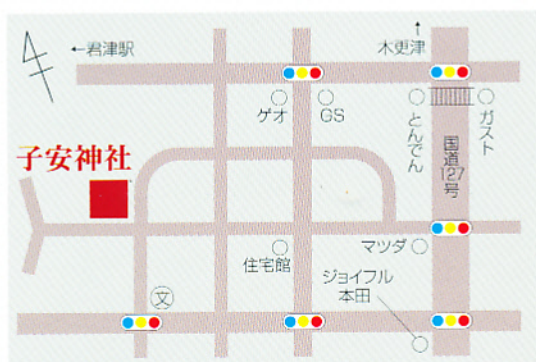 ←君津駅
↑
木更津
ゲオ
GS
とんでん
ガスト
国道127号
子安神社
住宅館
マツダ
ジョイフル
本田
文